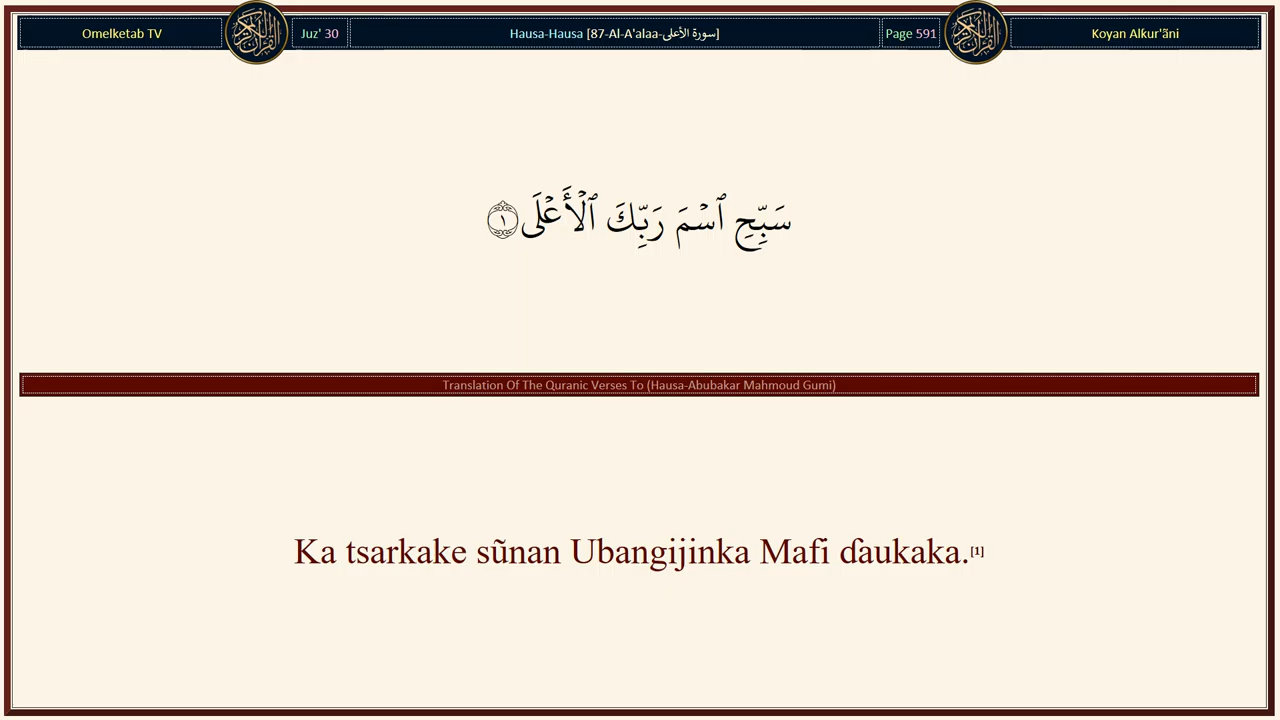 Omelketab TV
Juz' 30
Hausa-Hausa [87-Al-A'alaa-سورة الأعلى]
Page 591
Koyan Alƙur'ãni
سَبِّحِ ٱسْمَ رَبِّكَ ٱلْأَعْلَى ١
Translation Of The Quranic Verses To (Hausa-Abubakar Mahmoud Gumi)
Ka tsarkake sũnan Ubangijinka Mafi ɗaukaka.[1]